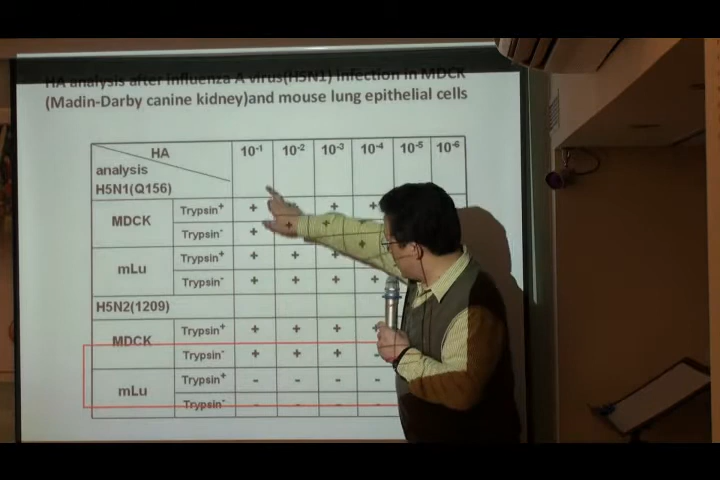 HA analysis after influenza A virus(H5N1) infection in MDCK
(Madin-Darby canine kidney)and mouse lung epithelial cells
HA 10-1 10-2 10-3 10-4 10-5 10-6
analysis
H5N1(Q156)
MDCK
Trypsin+ + + +
Trypsin- + + +
mLu
Trypsin+ + + + +
Trypsin- + + + +
H5N2(1209)
MDCK
Trypsin+ + + + +
Trypsin- + + + -
mLu
Trypsin+ - - - -
Trypsin- - - -